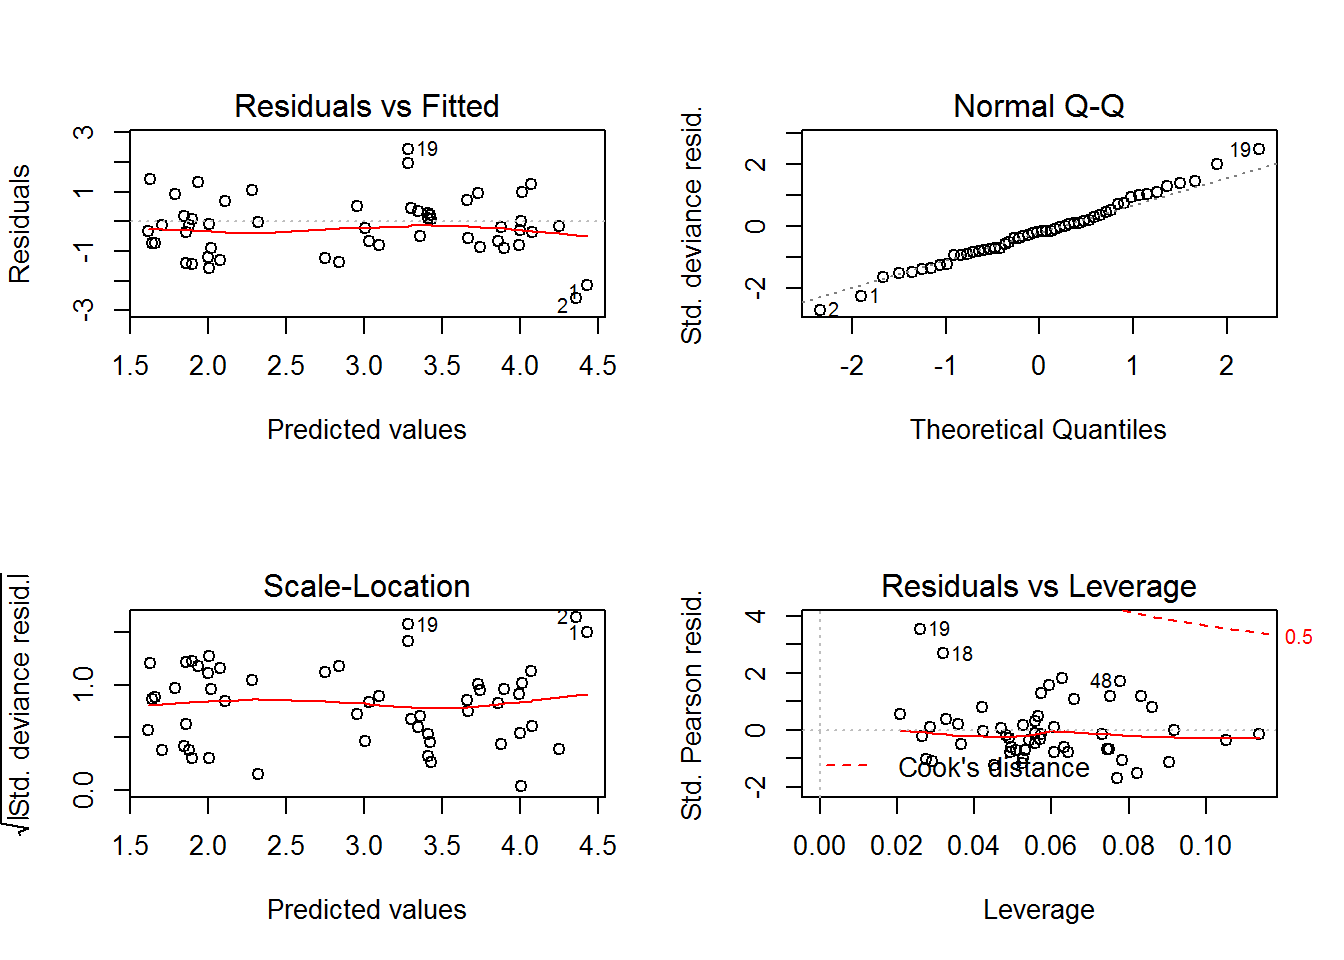 Residuals vs Fitted
Residuals
3
1
-1
-3
19
1
2
1.5 2.0 2.5 3.0 3.5 4.0 4.5
Predicted values
Normal Q-Q
Std. deviance resid.
2
0
-2
19
1
2
-2 -1 0 1 2
Theoretical Quantiles
Scale-Location
√|Std. deviance resid.|
1.0
0.0
19
2
1
1.5 2.0 2.5 3.0 3.5 4.0 4.5
Predicted values
Residuals vs Leverage
Std. Pearson resid.
4
2
0
-2
19
18
48
0.5
Cook's distance
0.00 0.02 0.04 0.06 0.08 0.10
Leverage